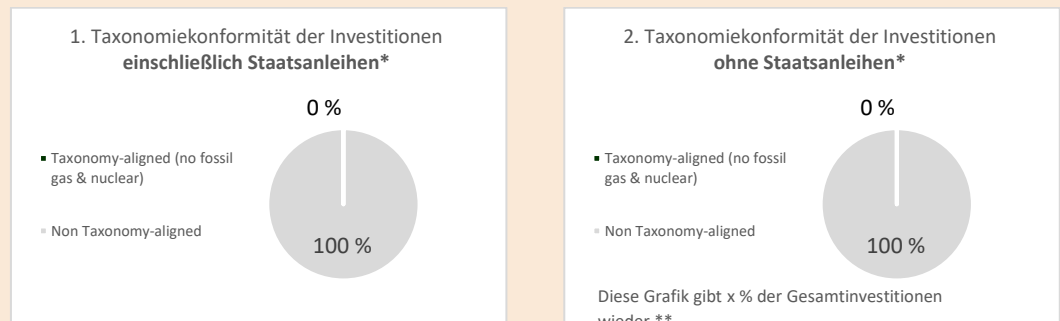 1. Taxonomiekonformität der Investitionen
einschließlich Staatsanleihen*
0 %
Taxonomy-aligned (no fossil
gas & nuclear)
Non Taxonomy-aligned
100 %
2. Taxonomiekonformität der Investitionen
ohne Staatsanleihen*
0 %
Taxonomy-aligned (no fossil
gas & nuclear)
Non Taxonomy-aligned
100 %
Diese Grafik gibt x % der Gesamtinvestitionen
wieder.**